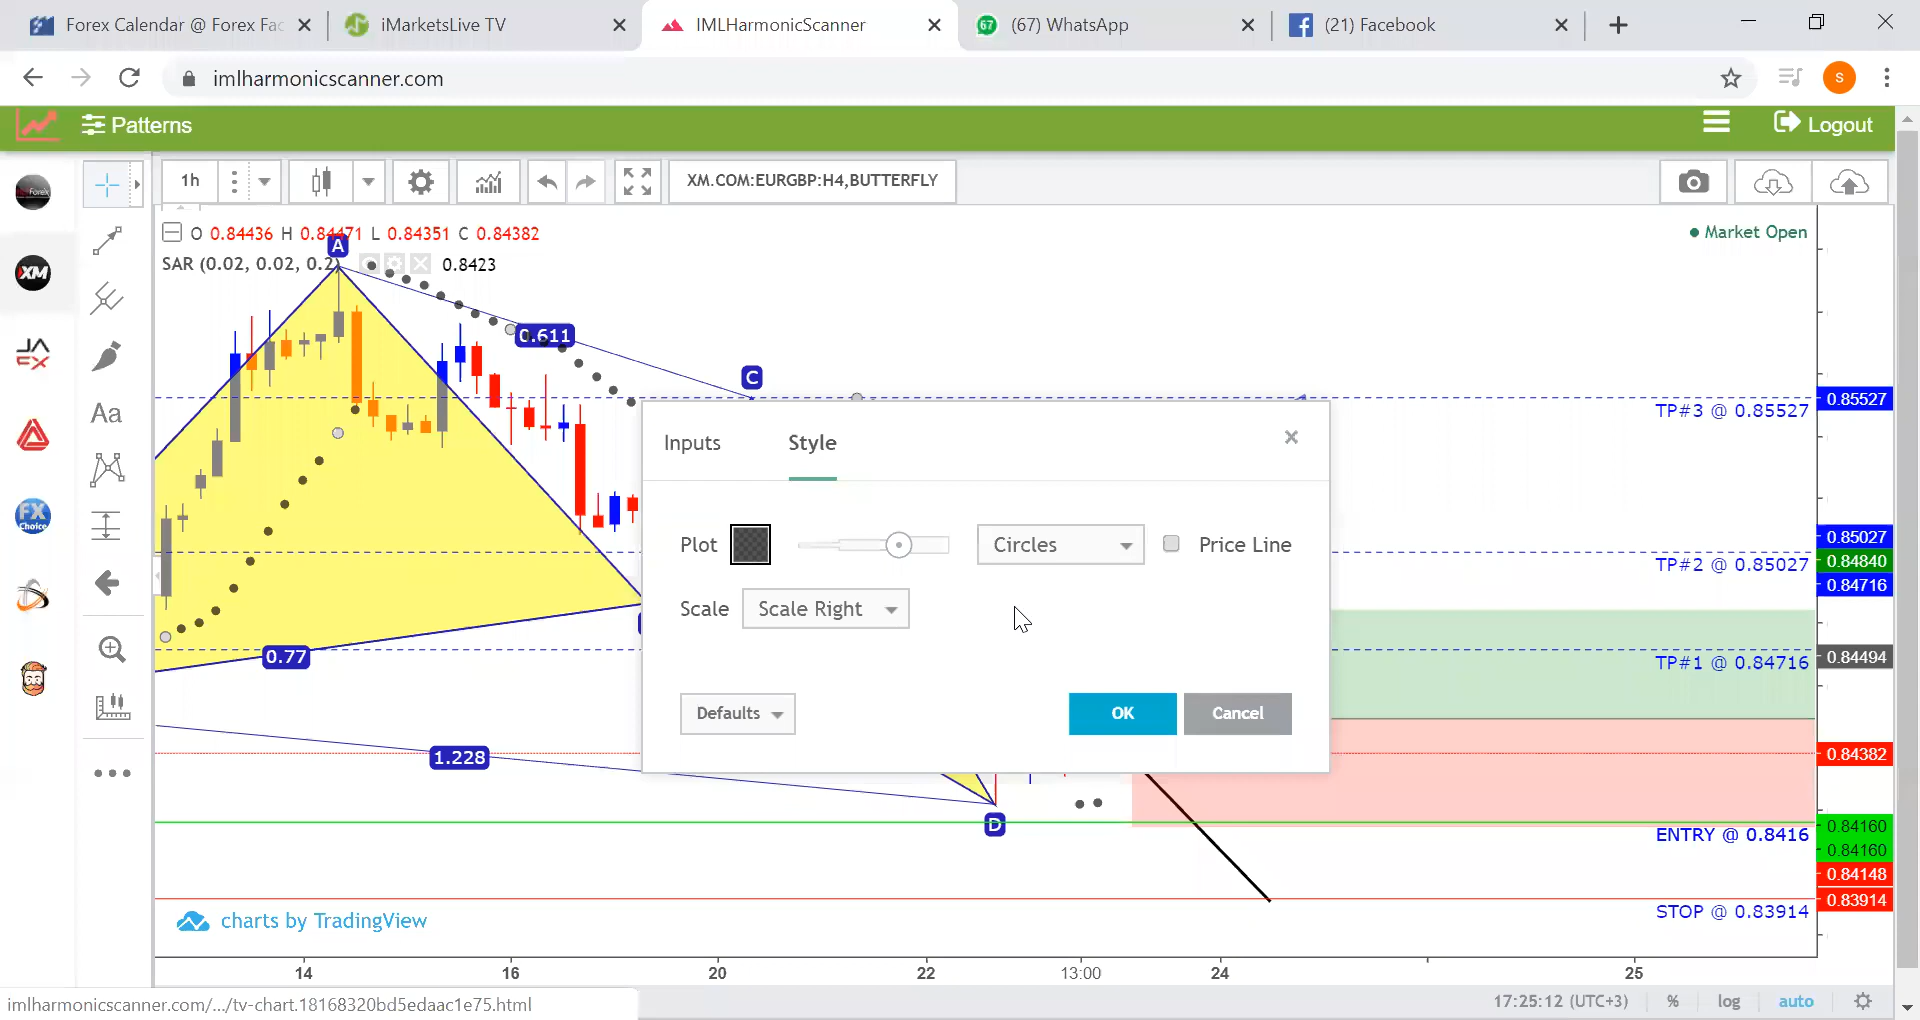 Forex Calendar @ Forex Fac
iMarketsLive TV
IMLHarmonicScanner
67
(67) WhatsApp
(21) Facebook
imlharmonicscanner.com
S
Patterns
Logout
1h
XM.COM:EURGBP:H4,BUTTERFLY
O 0.84436 H 0.84471 L 0.84351 C 0.84382
Market Open
SAR (0.02, 0.02, 0.2)
0.8423
A
0.611
C
0.77
1.228
D
Forex
XM
FX
Choice
Aa
Inputs
Style
Plot
Circles
Price Line
Scale
Scale Right
Defaults
OK
Cancel
TP#3 @ 0.85527
0.85527
0.85027
TP#2 @ 0.85027
0.84840
0.84716
TP#1 @ 0.84716
0.84494
0.84382
0.84160
ENTRY @ 0.8416
0.84160
0.84148
0.83914
STOP @ 0.83914
charts by TradingView
14
16
20
22
13:00
24
25
imlharmonicscanner.com/.../tv-chart.18168320bd5edaac1e75.html
17:25:12 (UTC+3)
%
log
auto